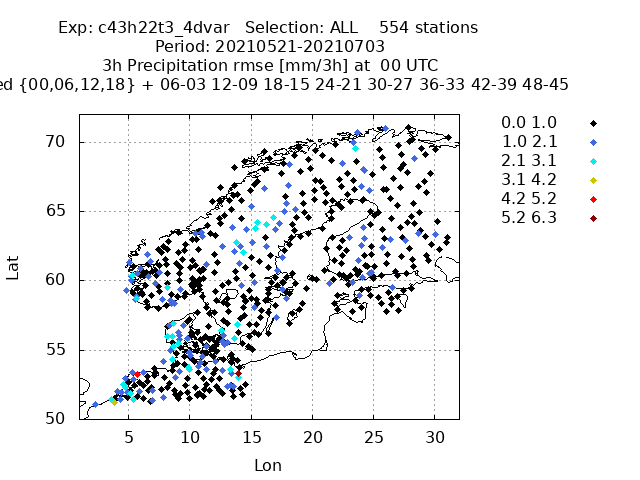 Exp: c43h22t3_4dvar   Selection: ALL    554 stations
Period: 20210521-20210703
3h Precipitation rmse [mm/3h] at  00 UTC
{00,06,12,18} + 06-03 12-09 18-15 24-21 30-27 36-33 42-39 48-45
0.0 1.0
1.0 2.1
2.1 3.1
3.1 4.2
4.2 5.2
5.2 6.3
70
65
60
55
50
Lat
5 10 15 20 25 30
Lon